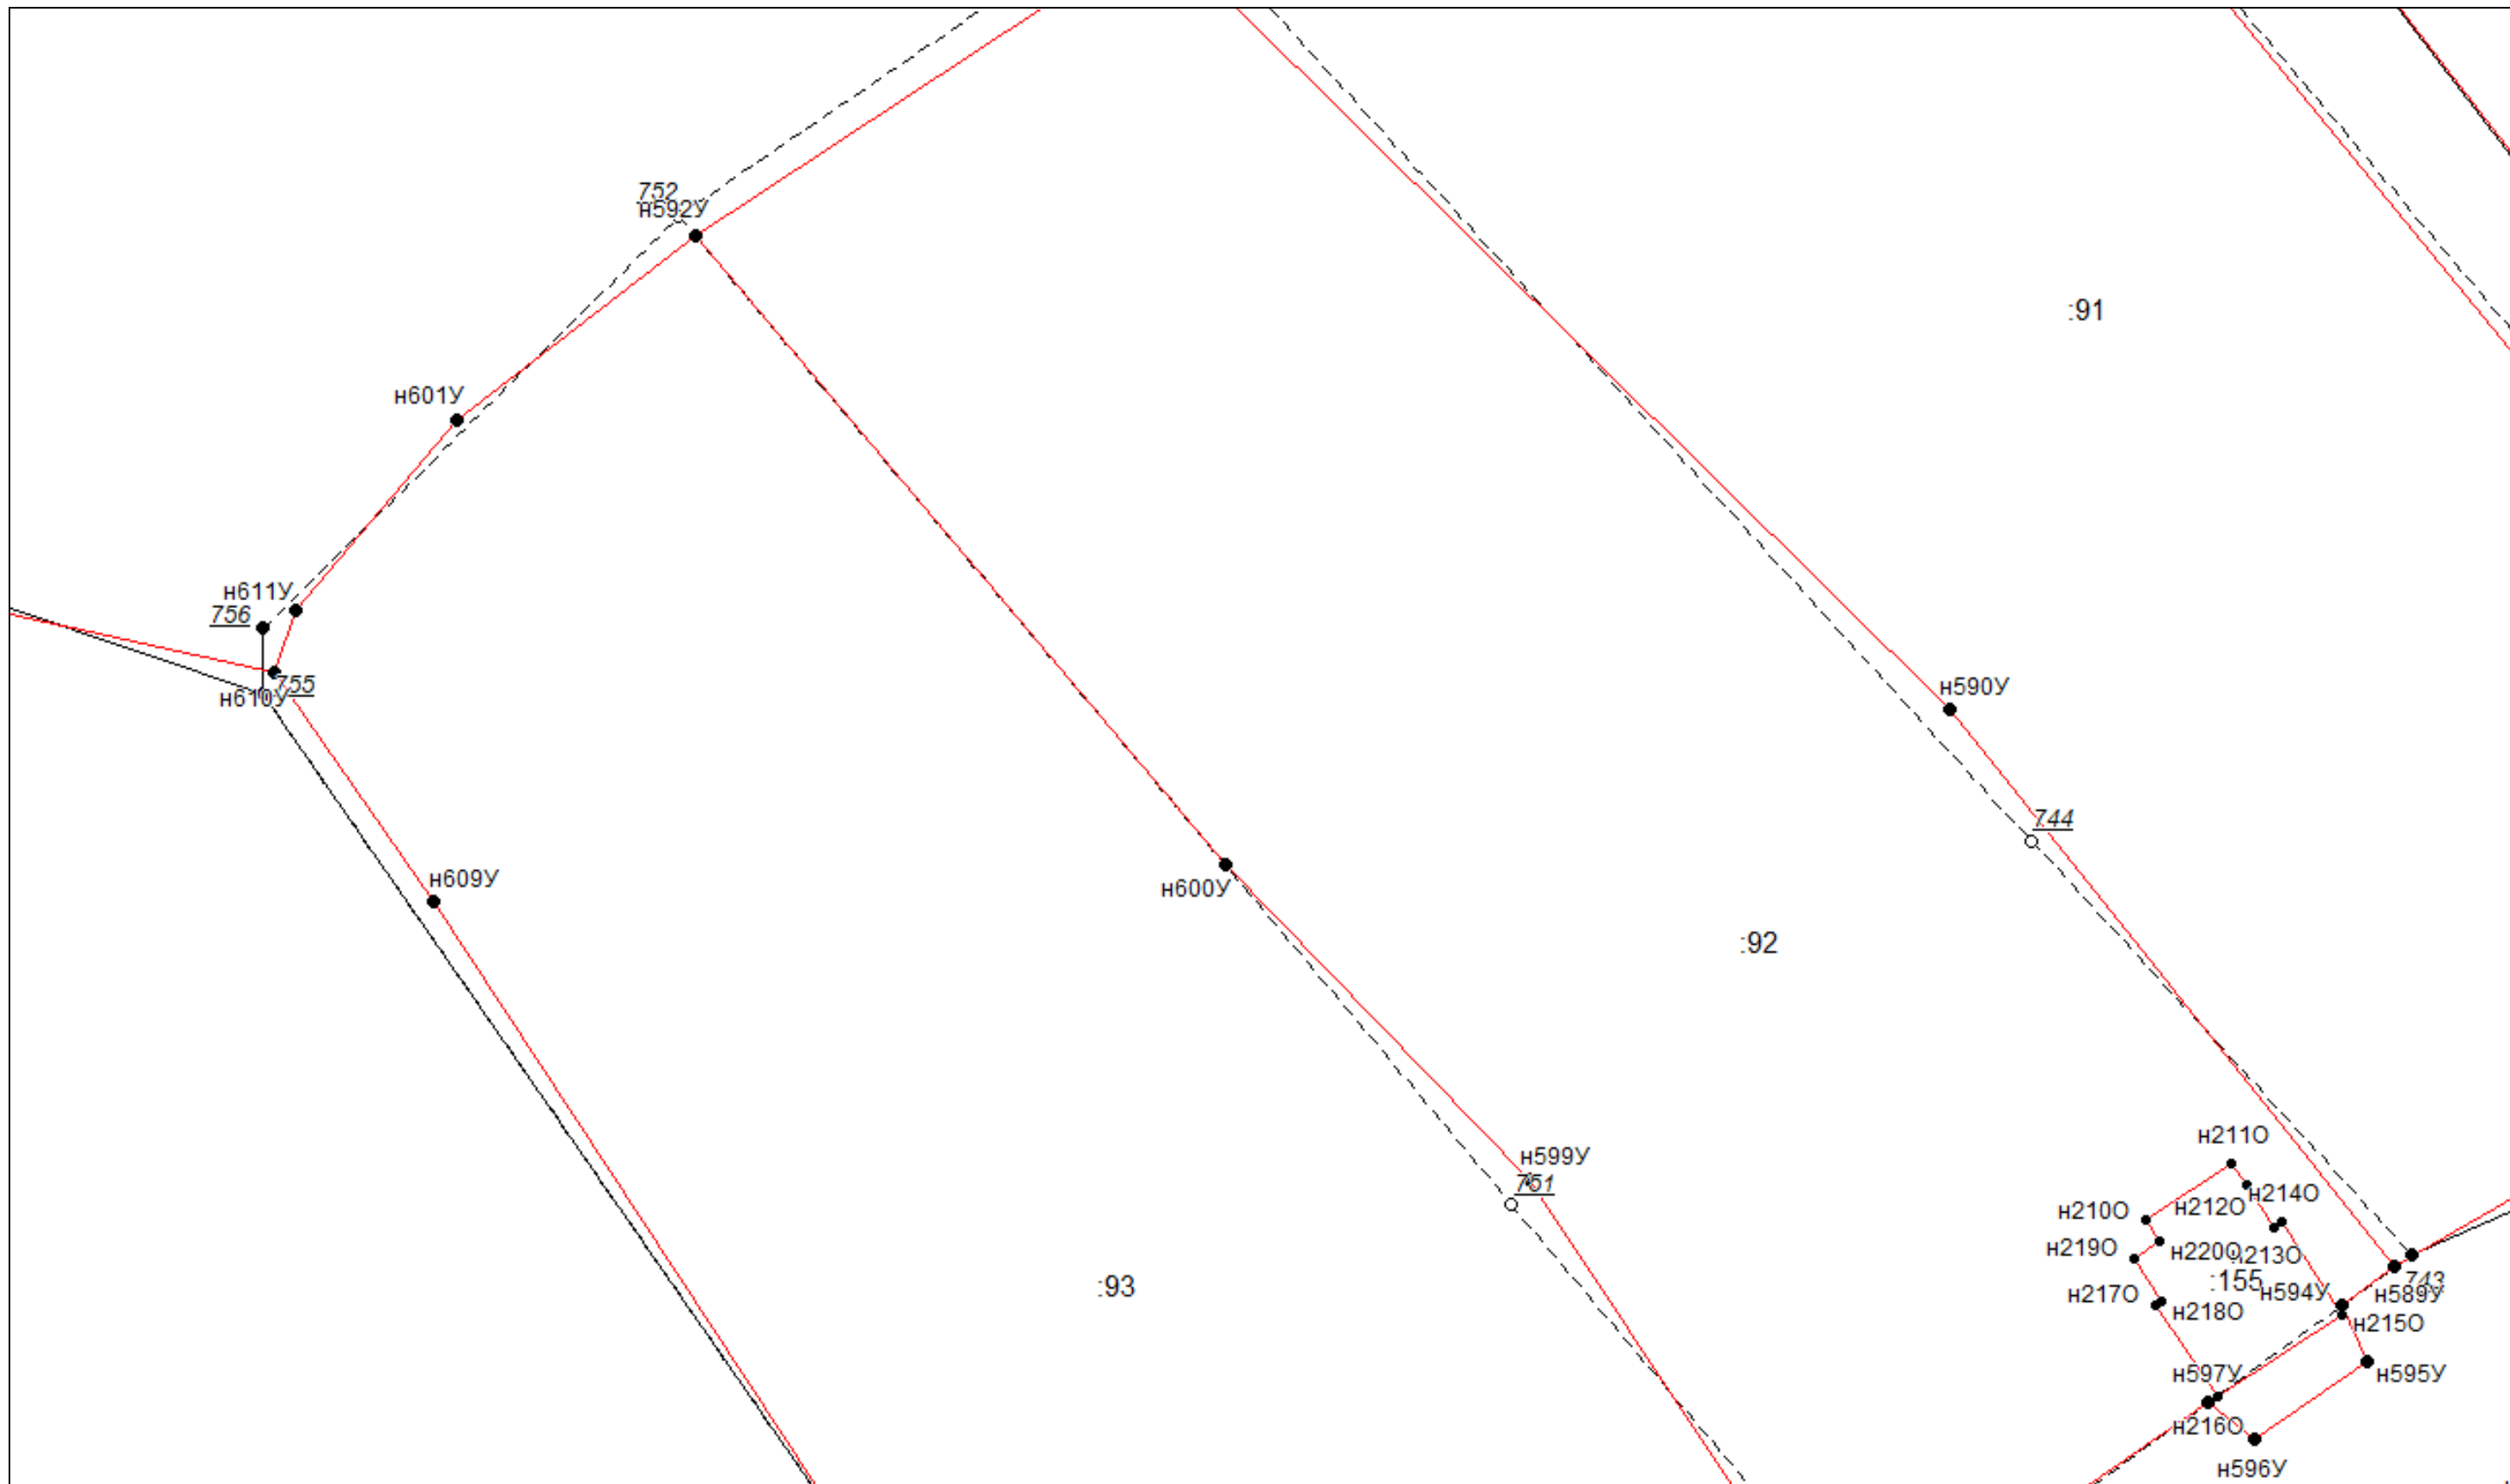 752
н592У
:91
н601У
н611У
756
755
н610У
н590У
744
н609У
н600У
:92
н599У
751
н211О
н214О
н212О
н210О
н219О
н220О
н213О
:155
н594У
743
н589У
:93
н217О
н218О
н215О
н597У
н595У
н216О
н596У